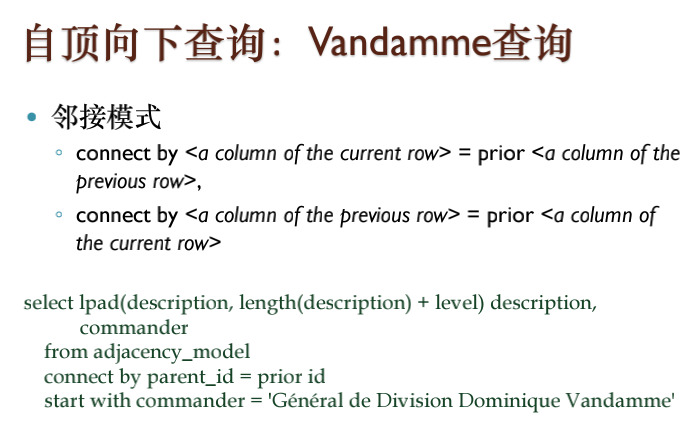 自顶向下查询：Vandamme查询
• 邻接模式
◦ connect by <a column of the current row> = prior <a column of the
previous row>,
◦ connect by <a column of the previous row> = prior <a column of
the current row>
select lpad(description, length(description) + level) description,
commander
from adjacency_model
connect by parent_id = prior id
start with commander = 'Général de Division Dominique Vandamme'